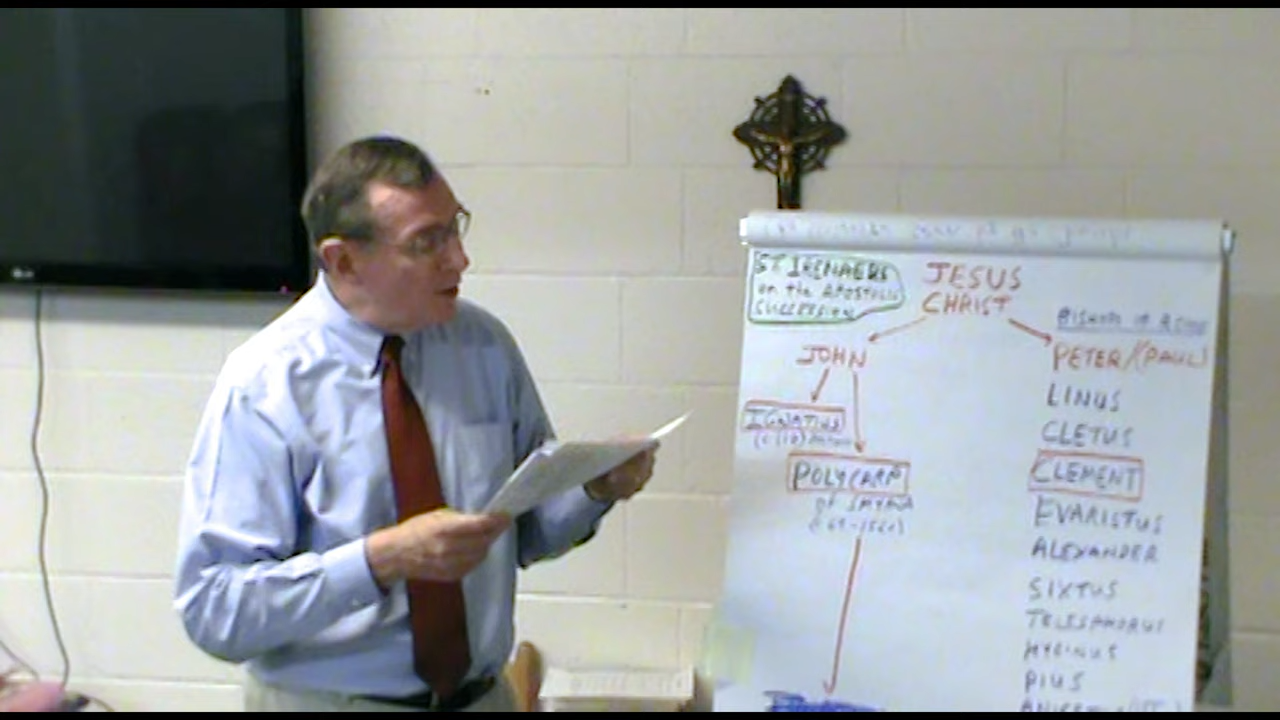 ST IRENAEUS
on the APOSTOLIC
SUCCESSION
JESUS
CHRIST
BISHOP OF ROME
JOHN
PETER/(PAUL)
IGNATIUS
LINUS
CLETUS
POLYCARP
of SMYRNA
CLEMENT
EVARISTUS
ALEXANDER
SIXTUS
TELESPHORUS
HYGINUS
PIUS